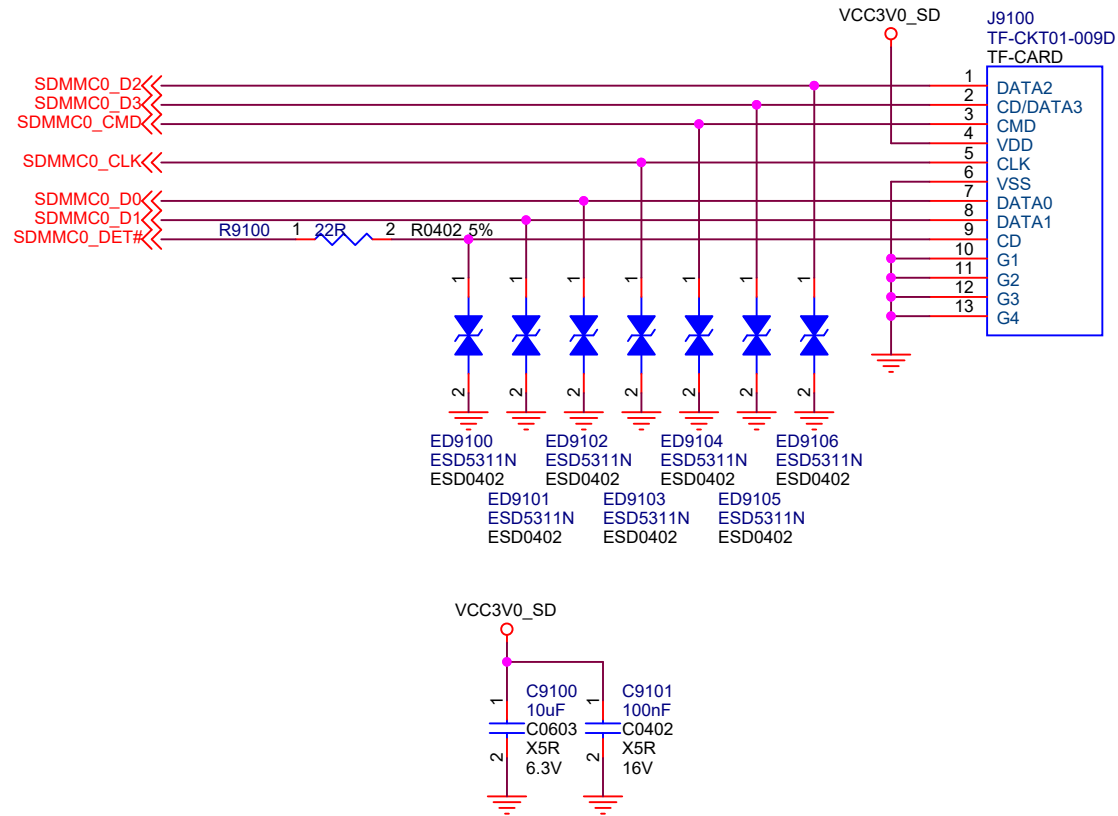 VCC3V0_SD
J9100
TF-CKT01-009D
TF-CARD
SDMMC0_D2
1
DATA2
SDMMC0_D3
2
CD/DATA3
SDMMC0_CMD
3
CMD
4
VDD
SDMMC0_CLK
5
CLK
6
VSS
SDMMC0_D0
7
DATA0
SDMMC0_D1
8
DATA1
SDMMC0_DET#
R9100
1
22R
2
R0402
5%
9
CD
10
G1
11
G2
12
G3
13
G4
1 1 1 1 1 1 1
2 2 2 2 2 2 2
ED9100
ESD5311N
ESD0402
ED9102
ESD5311N
ESD0402
ED9104
ESD5311N
ESD0402
ED9106
ESD5311N
ESD0402
ED9101
ESD5311N
ESD0402
ED9103
ESD5311N
ESD0402
ED9105
ESD5311N
ESD0402
VCC3V0_SD
1
2
C9100
10uF
C0603
X5R
6.3V
1
2
C9101
100nF
C0402
X5R
16V